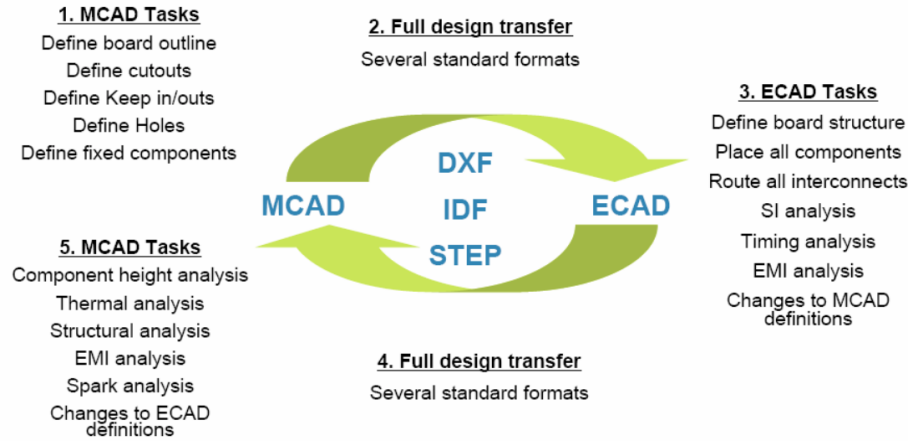 1. MCAD Tasks
Define board outline
Define cutouts
Define Keep in/outs
Define Holes
Define fixed components
2. Full design transfer
Several standard formats
3. ECAD Tasks
Define board structure
Place all components
Route all interconnects
SI analysis
Timing analysis
EMI analysis
Changes to MCAD
definitions
MCAD
DXF
IDF
STEP
ECAD
5. MCAD Tasks
Component height analysis
Thermal analysis
Structural analysis
EMI analysis
Spark analysis
Changes to ECAD
definitions
4. Full design transfer
Several standard formats